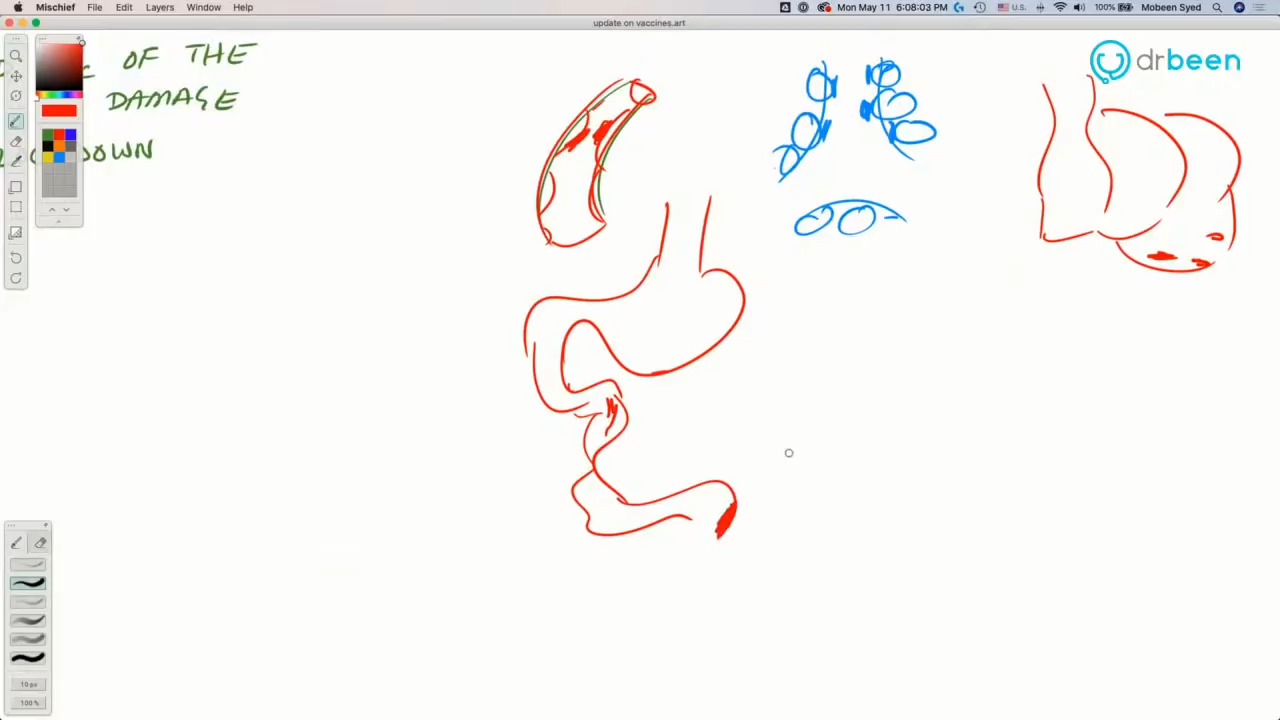 Mischief File Edit Layers Window Help
U.S. 100% Mon May 11 6:08:03 PM Mobeen Syed
update on vaccines.art
drbeen
OF THE
DAMAGE
DOWN
10 px
100 %